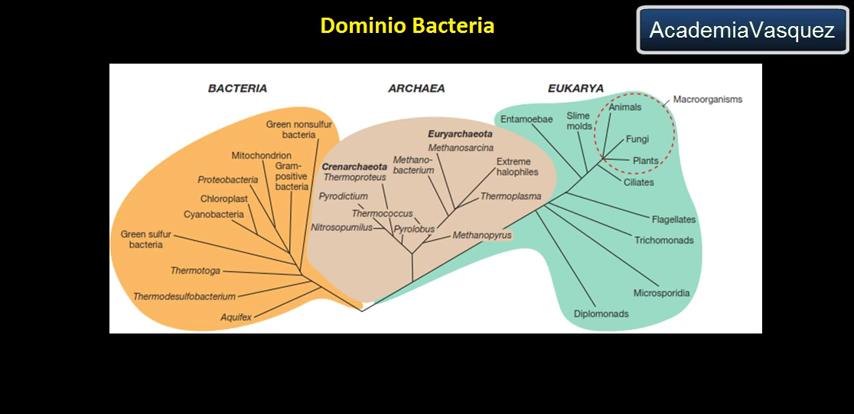 Dominio Bacteria
AcademiaVasquez
BACTERIA
ARCHAEA
EUKARYA
Green nonsulfur
bacteria
Mitochondrion
Gram-
positive
bacteria
Proteobacteria
Chloroplast
Cyanobacteria
Green sulfur
bacteria
Thermotoga
Thermodesulfobacterium
Aquifex
Euryarchaeota
Methanosarcina
Crenarchaeota
Thermoproteus
Methano-
bacterium
Extreme
halophiles
Pyrodictium
Thermoplasma
Thermococcus
Nitrosopumilus
Pyrolobus
Methanopyrus
Entamoebae
Slime
molds
Animals
Macroorganisms
Fungi
Plants
Ciliates
Flagellates
Trichomonads
Microsporidia
Diplomonads